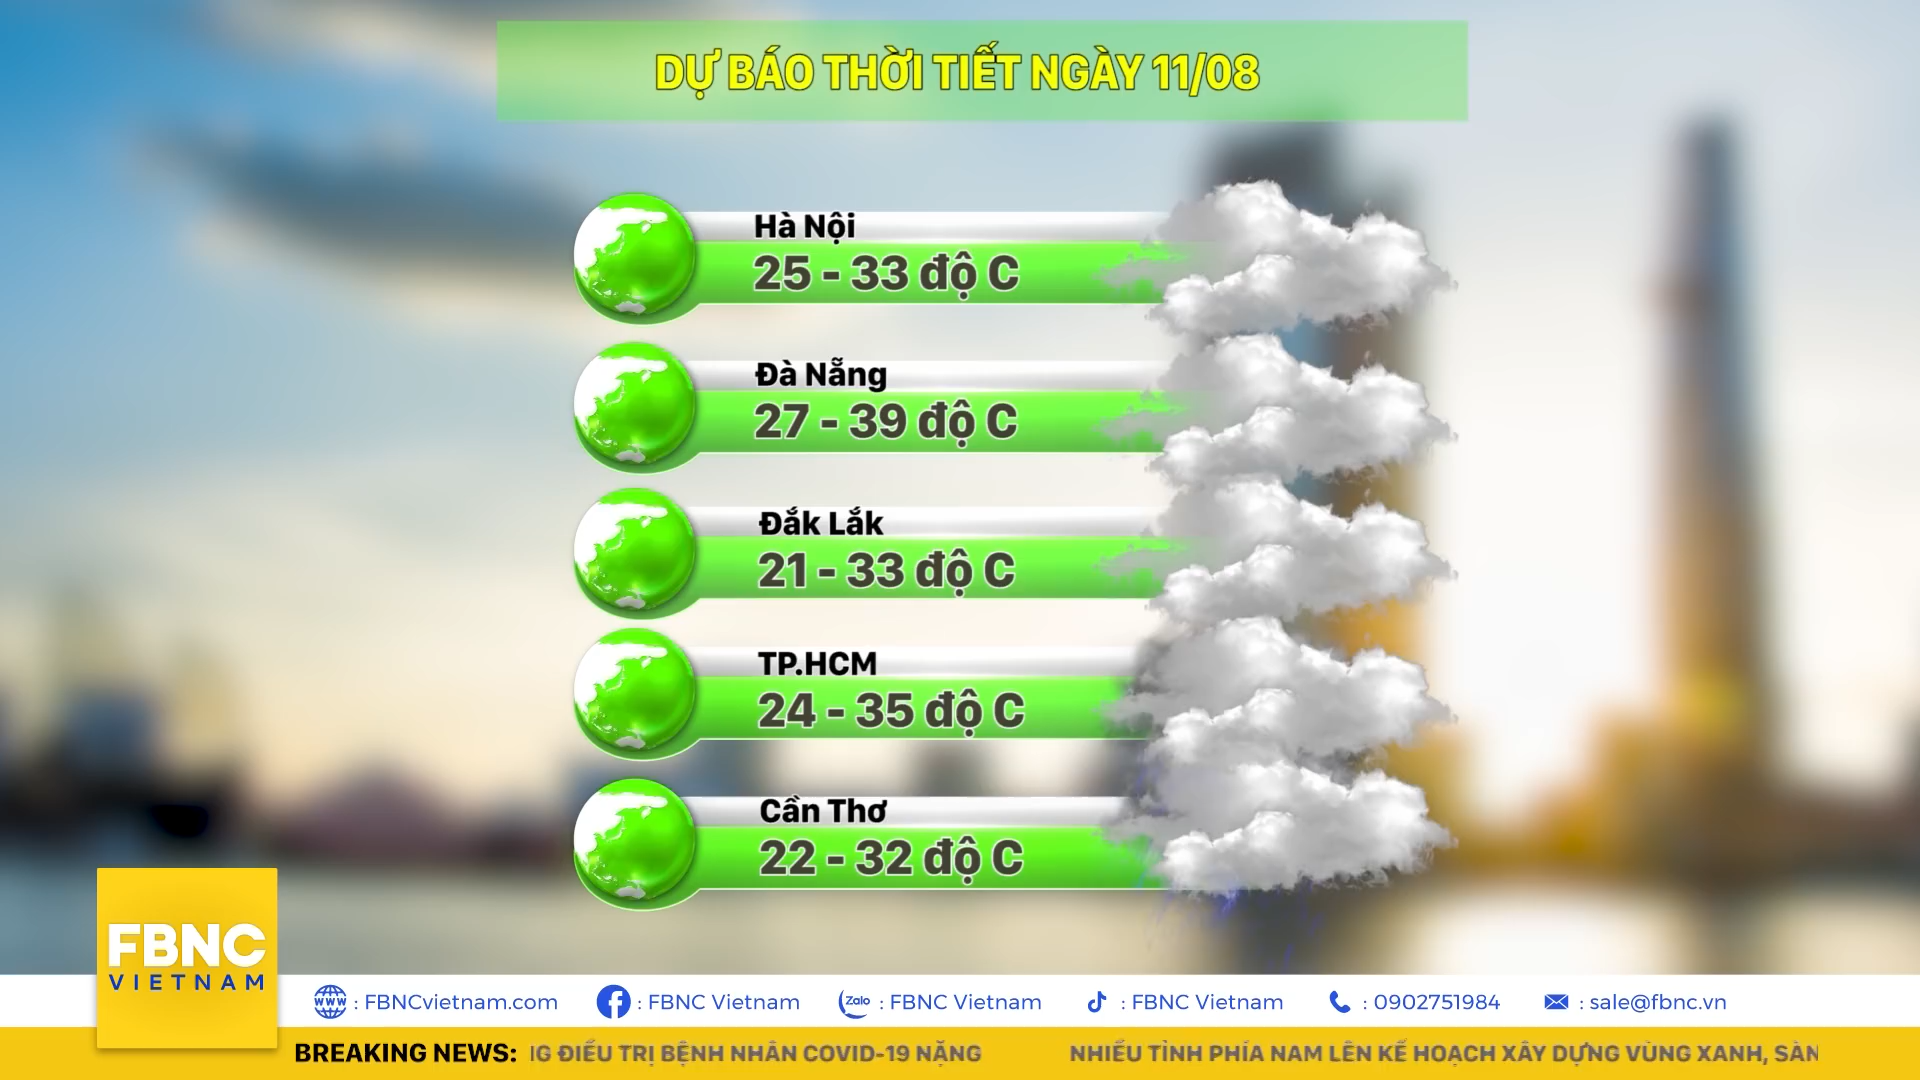 DỰ BÁO THỜI TIẾT NGÀY 11/08
Hà Nội
25 - 33 độ C
Đà Nẵng
27 - 39 độ C
Đắk Lắk
21 - 33 độ C
TP.HCM
24 - 35 độ C
Cần Thơ
22 - 32 độ C
FBNC
VIETNAM
www : FBNCvietnam.com : FBNC Vietnam Zalo : FBNC Vietnam : FBNC Vietnam : 0902751984 : sale@fbnc.vn
BREAKING NEWS: ĐIỀU TRỊ BỆNH NHÂN COVID-19 NẶNG NHIỀU TỈNH PHÍA NAM LÊN KẾ HOẠCH XÂY DỰNG VÙNG XANH,